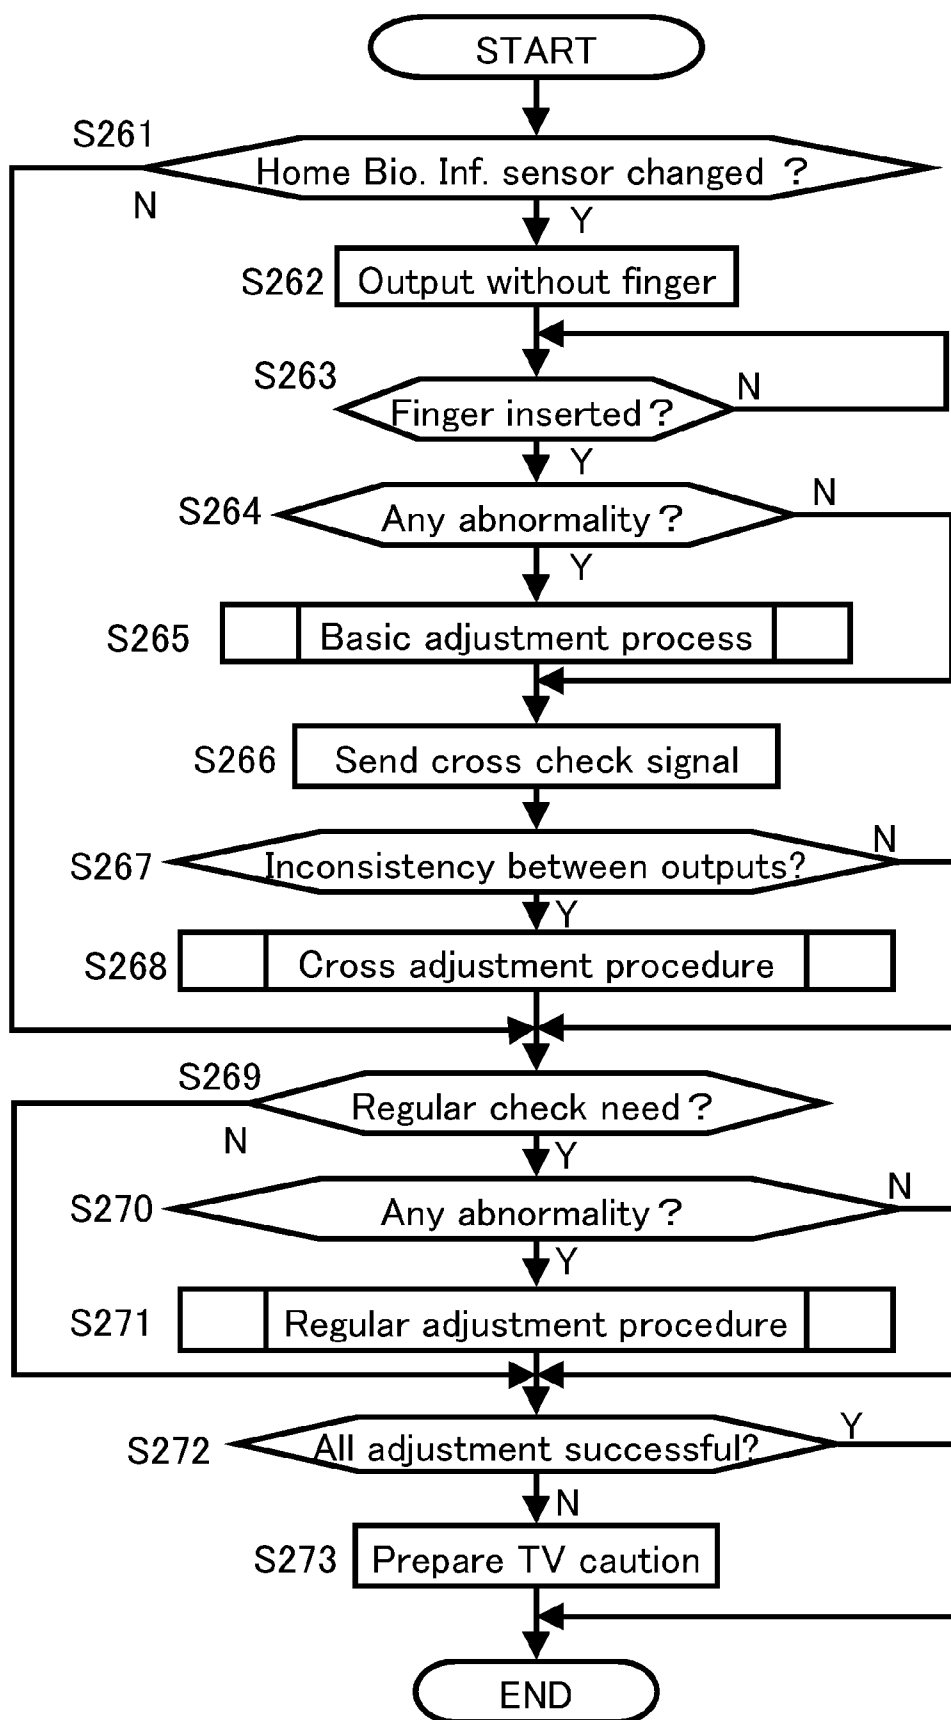 START
S261
Home Bio. Inf. sensor changed ?
N
Y
S262
Output without finger
S263
Finger inserted ?
N
Y
S264
Any abnormality ?
N
Y
S265
Basic adjustment process
S266
Send cross check signal
S267
Inconsistency between outputs?
N
Y
S268
Cross adjustment procedure
S269
Regular check need ?
N
Y
S270
Any abnormality ?
N
Y
S271
Regular adjustment procedure
S272
All adjustment successful?
Y
N
S273
Prepare TV caution
END